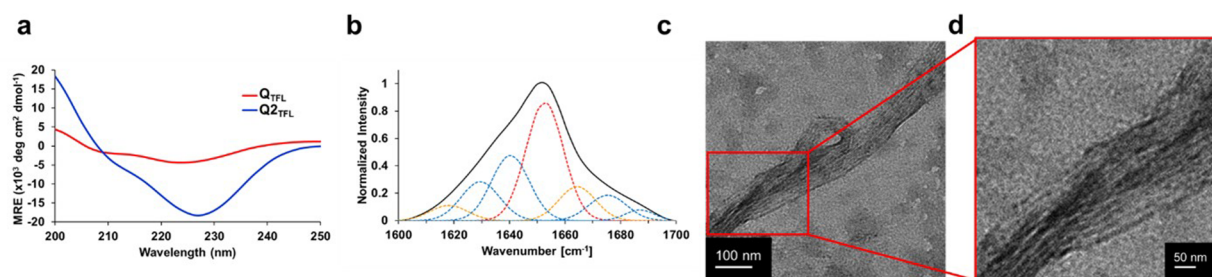 a
b
c
d
MRE (x10³ deg cm² dmol⁻¹)
20
15
10
5
0
-5
-10
-15
-20
200 210 220 230 240 250
Wavelength (nm)
Q_TFL
Q2_TFL
Normalized Intensity
1
0.8
0.6
0.4
0.2
0
1600 1620 1640 1660 1680 1700
Wavenumber [cm⁻¹]
100 nm
50 nm